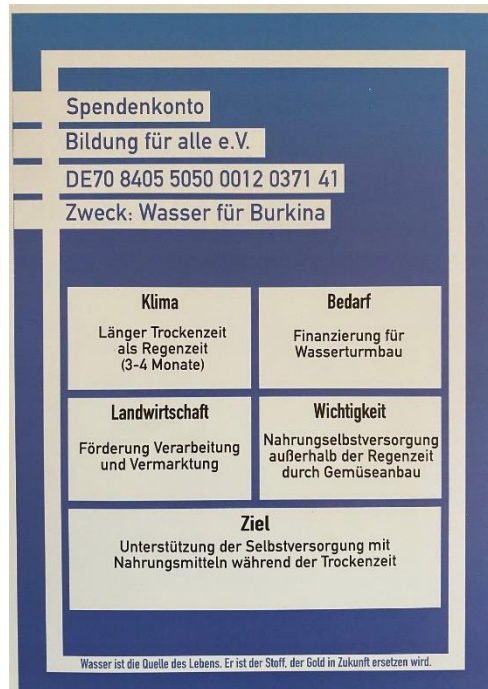 Spendenkonto
Bildung für alle e.V.
DE70 8405 5050 0012 0371 41
Zweck: Wasser für Burkina
Klima
Länger Trockenzeit
als Regenzeit
(3-4 Monate)
Bedarf
Finanzierung für
Wasserturmbau
Landwirtschaft
Förderung Verarbeitung
und Vermarktung
Wichtigkeit
Nahrungselbstversorgung
außerhalb der Regenzeit
durch Gemüseanbau
Ziel
Unterstützung der Selbstversorgung mit
Nahrungsmitteln während der Trockenzeit
Wasser ist die Quelle des Lebens. Er ist der Stoff, der Gold in Zukunft ersetzen wird.